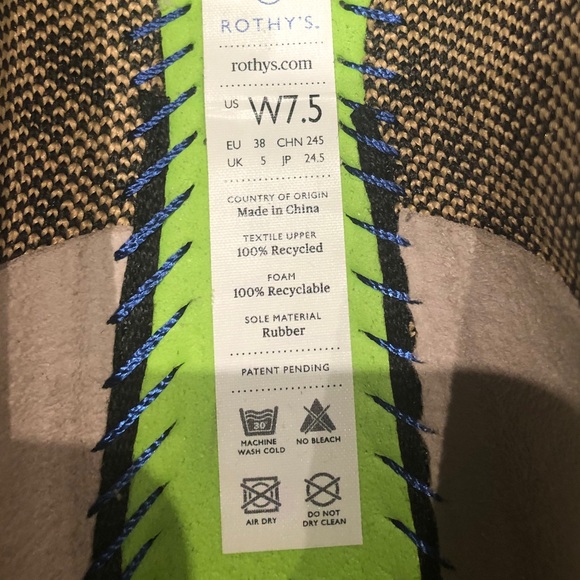 ROTHY'S™
rothys.com
US W7.5
EU 38 CHN 245
UK 5 JP 24.5
COUNTRY OF ORIGIN
Made in China
TEXTILE UPPER
100% Recycled
FOAM
100% Recyclable
SOLE MATERIAL
Rubber
PATENT PENDING
30°
MACHINE
WASH COLD
NO BLEACH
AIR DRY
DO NOT
DRY CLEAN